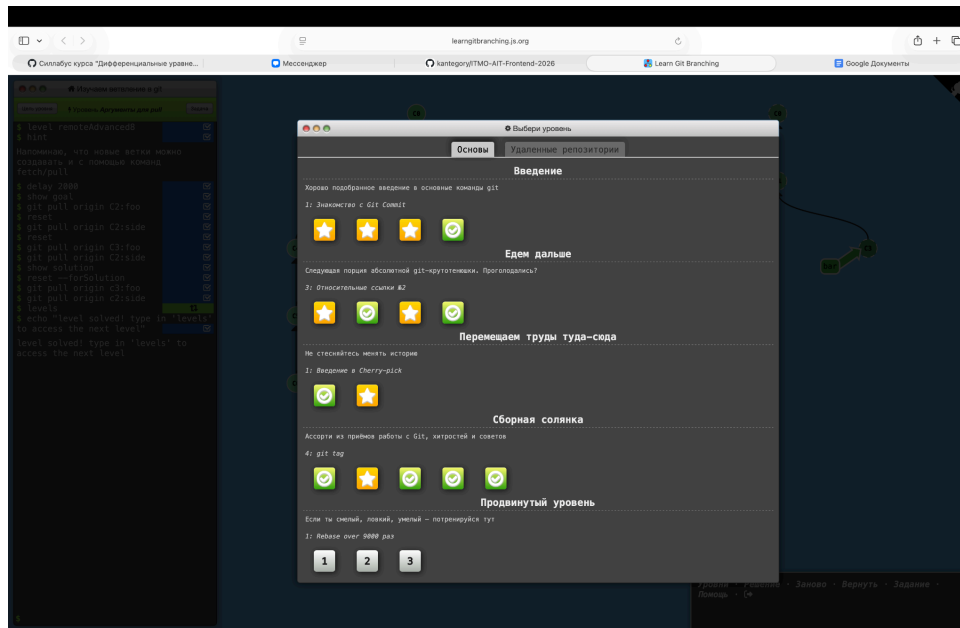 learngitbranching.js.org
Силлабус курса "Дифференциальные уравне...
Мессенджер
kantegory/ITMO-AIT-Frontend-2026
Learn Git Branching
Google Документы
Изучаем ветвление в git
Аргументы для pull
$ level remoteAdvanced8
$ hint
Напоминаю, что новые ветки можно
создавать и с помощью команд
fetch/pull
$ delay 2000
$ show goal
$ git pull origin C2:foo
$ reset
$ git pull origin C2:side
$ reset
$ git pull origin C3:foo
$ git pull origin C2:side
$ show solution
$ reset --forSolution
$ git pull origin c3:foo
$ git pull origin c2:side
$ levels
$ echo "level solved! type in 'levels'
to access the next level"
level solved! type in 'levels' to
access the next level
$
Выбери уровень
Основы
Удаленные репозитории
Введение
Хорошо подобранное введение в основные команды git
1: Знакомство с Git Commit
Едем дальше
Следующая порция абсолютной git-крутотенюшки. Проголодались?
3: Относительные ссылки №2
Перемещаем труды туда-сюда
Не стесняйтесь менять историю
1: Введение в Cherry-pick
Сборная солянка
Ассорти из приёмов работы с Git, хитростей и советов
4: git tag
Продвинутый уровень
Если ты смелый, ловкий, умелый — потренируйся тут
1: Rebase over 9000 раз
1 2 3
bar
Уровни · Решение · Заново · Вернуть · Задание ·
Помощь ·